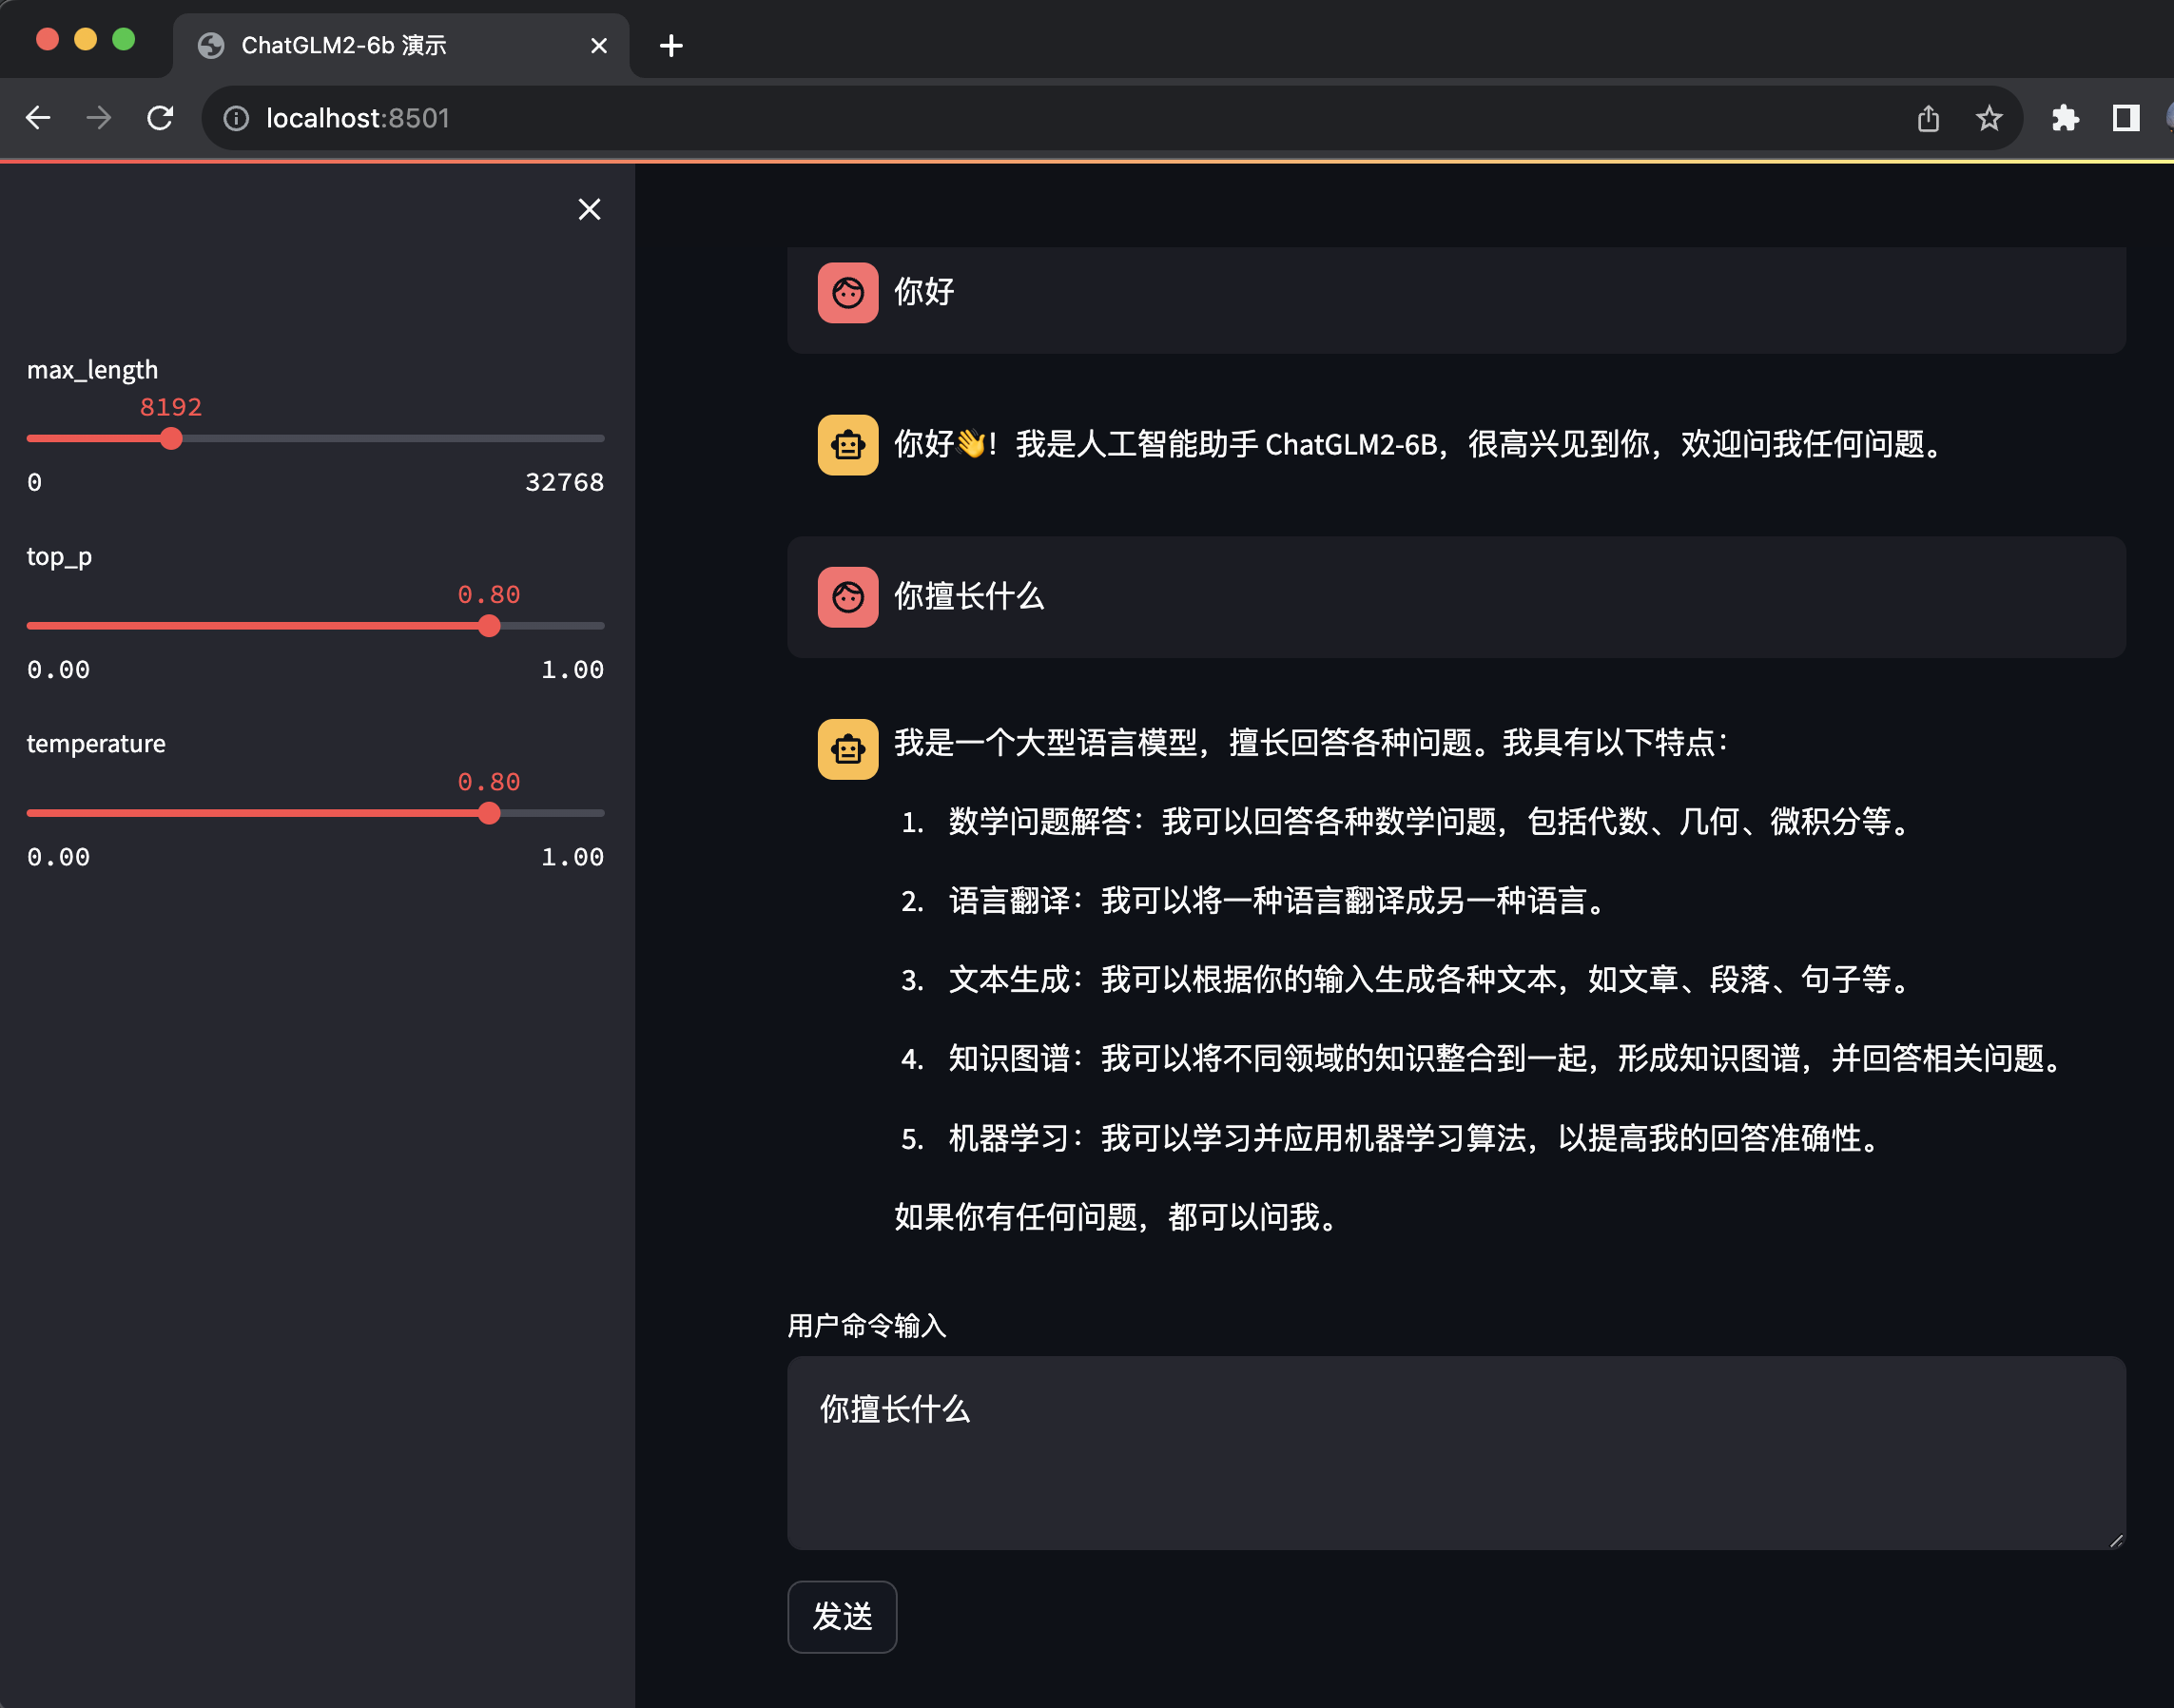 ChatGLM2-6b 演示
localhost:8501
max_length
8192
0 32768
top_p
0.80
0.00 1.00
temperature
0.80
0.00 1.00
你好
你好👋！我是人工智能助手 ChatGLM2-6B，很高兴见到你，欢迎问我任何问题。
你擅长什么
我是一个大型语言模型，擅长回答各种问题。我具有以下特点：
1. 数学问题解答：我可以回答各种数学问题，包括代数、几何、微积分等。
2. 语言翻译：我可以将一种语言翻译成另一种语言。
3. 文本生成：我可以根据你的输入生成各种文本，如文章、段落、句子等。
4. 知识图谱：我可以将不同领域的知识整合到一起，形成知识图谱，并回答相关问题。
5. 机器学习：我可以学习并应用机器学习算法，以提高我的回答准确性。
如果你有任何问题，都可以问我。
用户命令输入
你擅长什么
发送